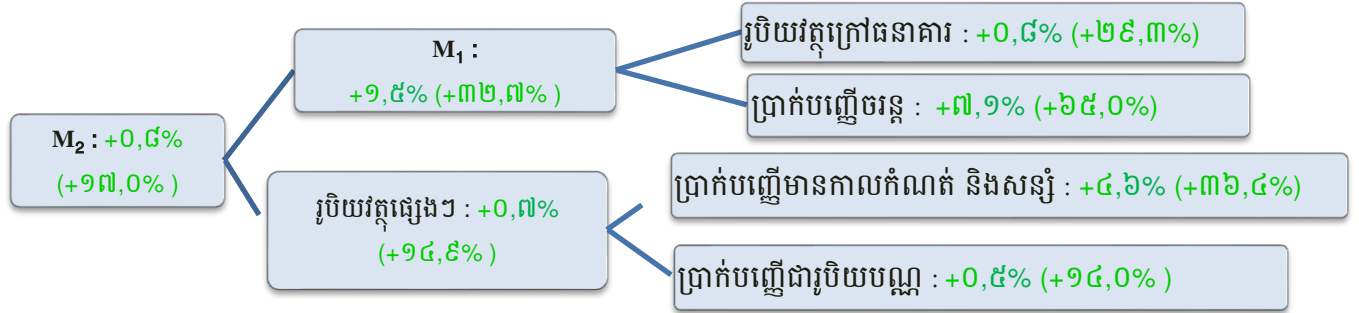 M₂ : +០,៨%
(+១៧,០% )
M₁ :
+១,៥% (+៣២,៧% )
រូបិយវត្ថុផ្សេងៗ : +០,៧%
(+១៤,៩% )
រូបិយវត្ថុក្រៅធនាគារ : +០,៨% (+២៩,៣%)
ប្រាក់បញ្ញើចរន្ត : +៧,១% (+៦៥,០%)
ប្រាក់បញ្ញើមានកាលកំណត់ និងសន្សំ : +៤,៦% (+៣៦,៤%)
ប្រាក់បញ្ញើជារូបិយបណ្ណ : +០,៥% (+១៤,០% )